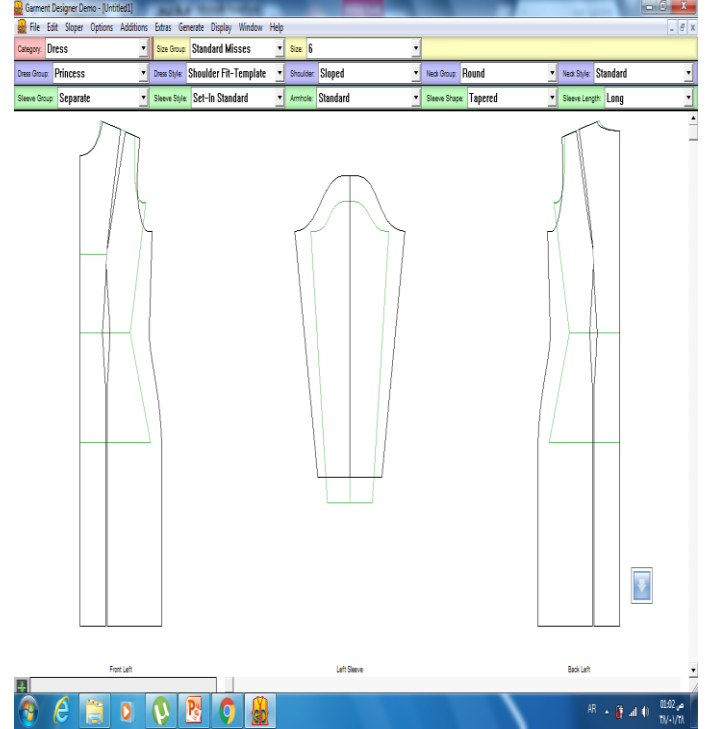 Garment Designer Demo - [Untitled1]
File Edit Sloper Options Additions Extras Generate Display Window Help
Category: Dress Size Group: Standard Misses Size: 6
Dress Group: Princess Dress Style: Shoulder Fit-Template Shoulder: Sloped Neck Group: Round Neck Style: Standard
Sleeve Group: Separate Sleeve Style: Set-In Standard Armhole: Standard Sleeve Shape: Tapered Sleeve Length: Long
Front Left Left Sleeve Back Left
AR 01:02 ص